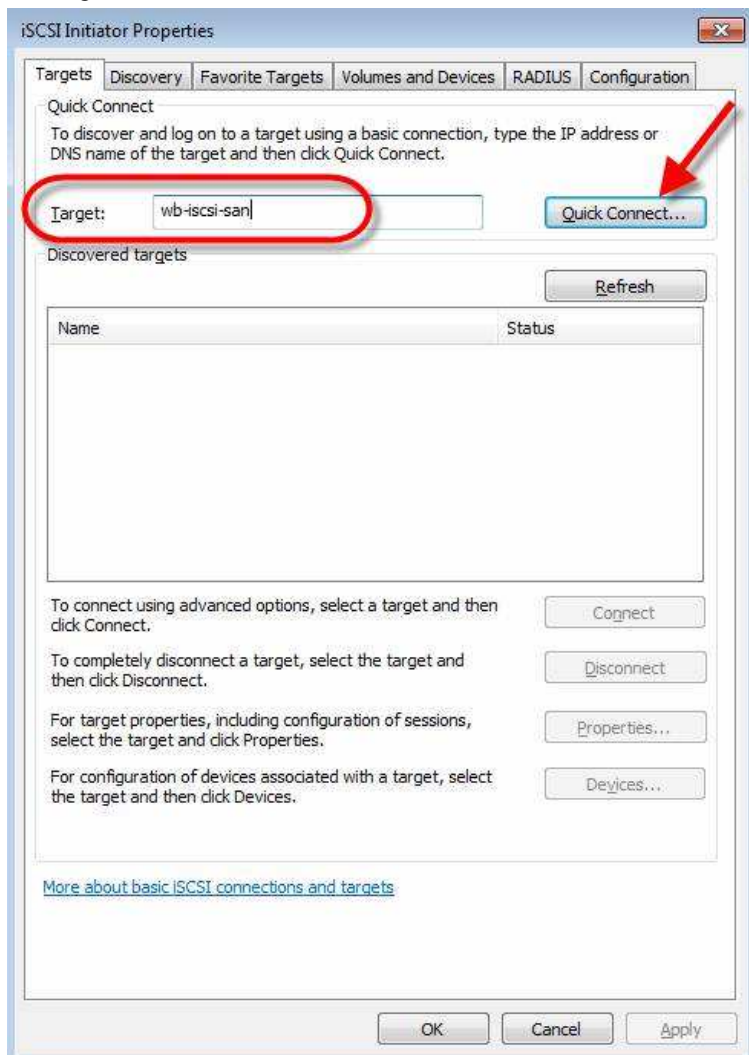 iSCSI Initiator Properties
Targets Discovery Favorite Targets Volumes and Devices RADIUS Configuration
Quick Connect
To discover and log on to a target using a basic connection, type the IP address or
DNS name of the target and then click Quick Connect.
Target: wb-iscsi-san Quick Connect...
Discovered targets
Refresh
Name Status
To connect using advanced options, select a target and then
click Connect.
Connect
To completely disconnect a target, select the target and
then click Disconnect.
Disconnect
For target properties, including configuration of sessions,
select the target and click Properties.
Properties...
For configuration of devices associated with a target, select
the target and then click Devices.
Devices...
More about basic iSCSI connections and targets
OK Cancel Apply